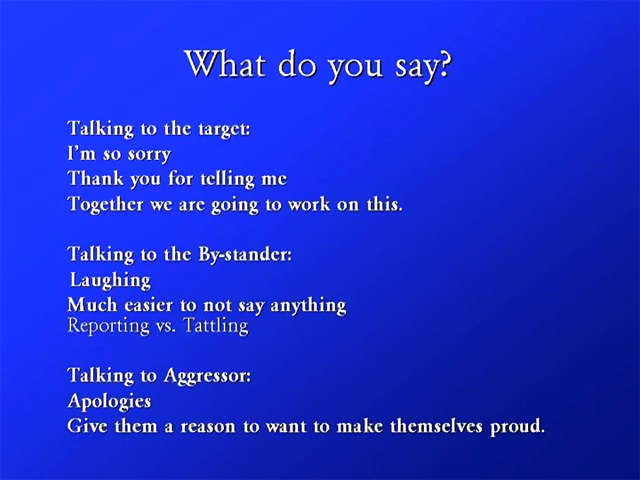 What do you say?
Talking to the target:
I'm so sorry
Thank you for telling me
Together we are going to work on this.
Talking to the By-stander:
Laughing
Much easier to not say anything
Reporting vs. Tattling
Talking to Aggressor:
Apologies
Give them a reason to want to make themselves proud.